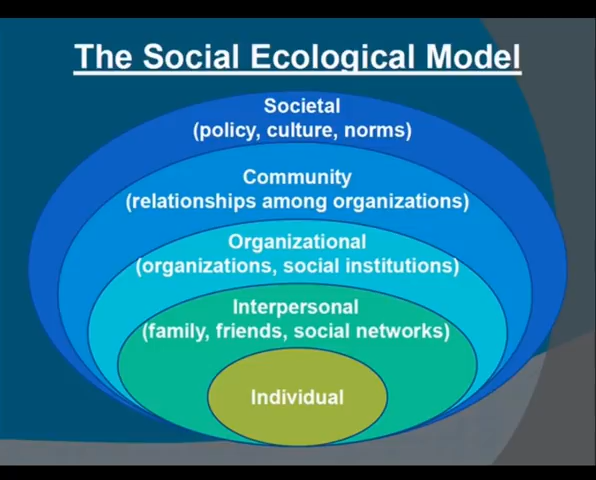 The Social Ecological Model
Societal
(policy, culture, norms)
Community
(relationships among organizations)
Organizational
(organizations, social institutions)
Interpersonal
(family, friends, social networks)
Individual